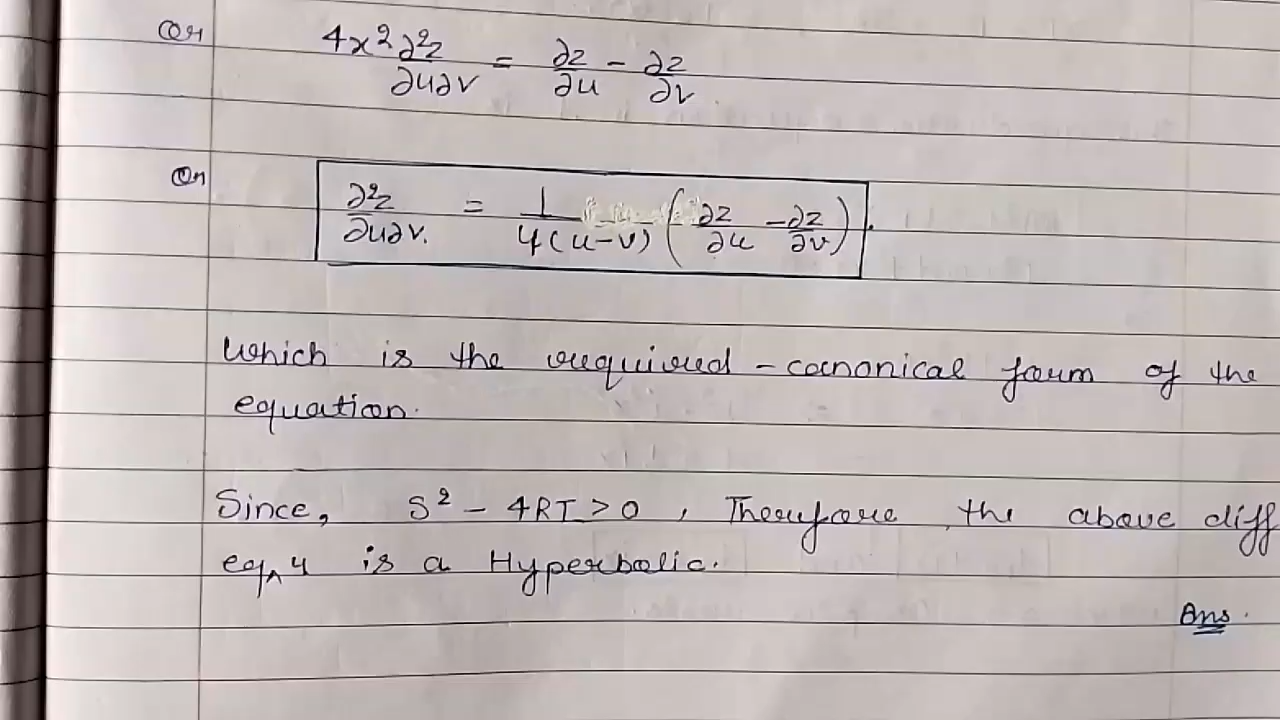 Or 4x² ∂²z/∂u∂v = ∂z/∂u - ∂z/∂v
Or ∂²z/∂u∂v. = 1/4(u-v) (∂z/∂u - ∂z/∂v).
Which is the required - canonical form of the
equation.
Since, S² - 4RT > 0 , Therefore the above diff
eqn 4 is a Hyperbolic.
Ans.